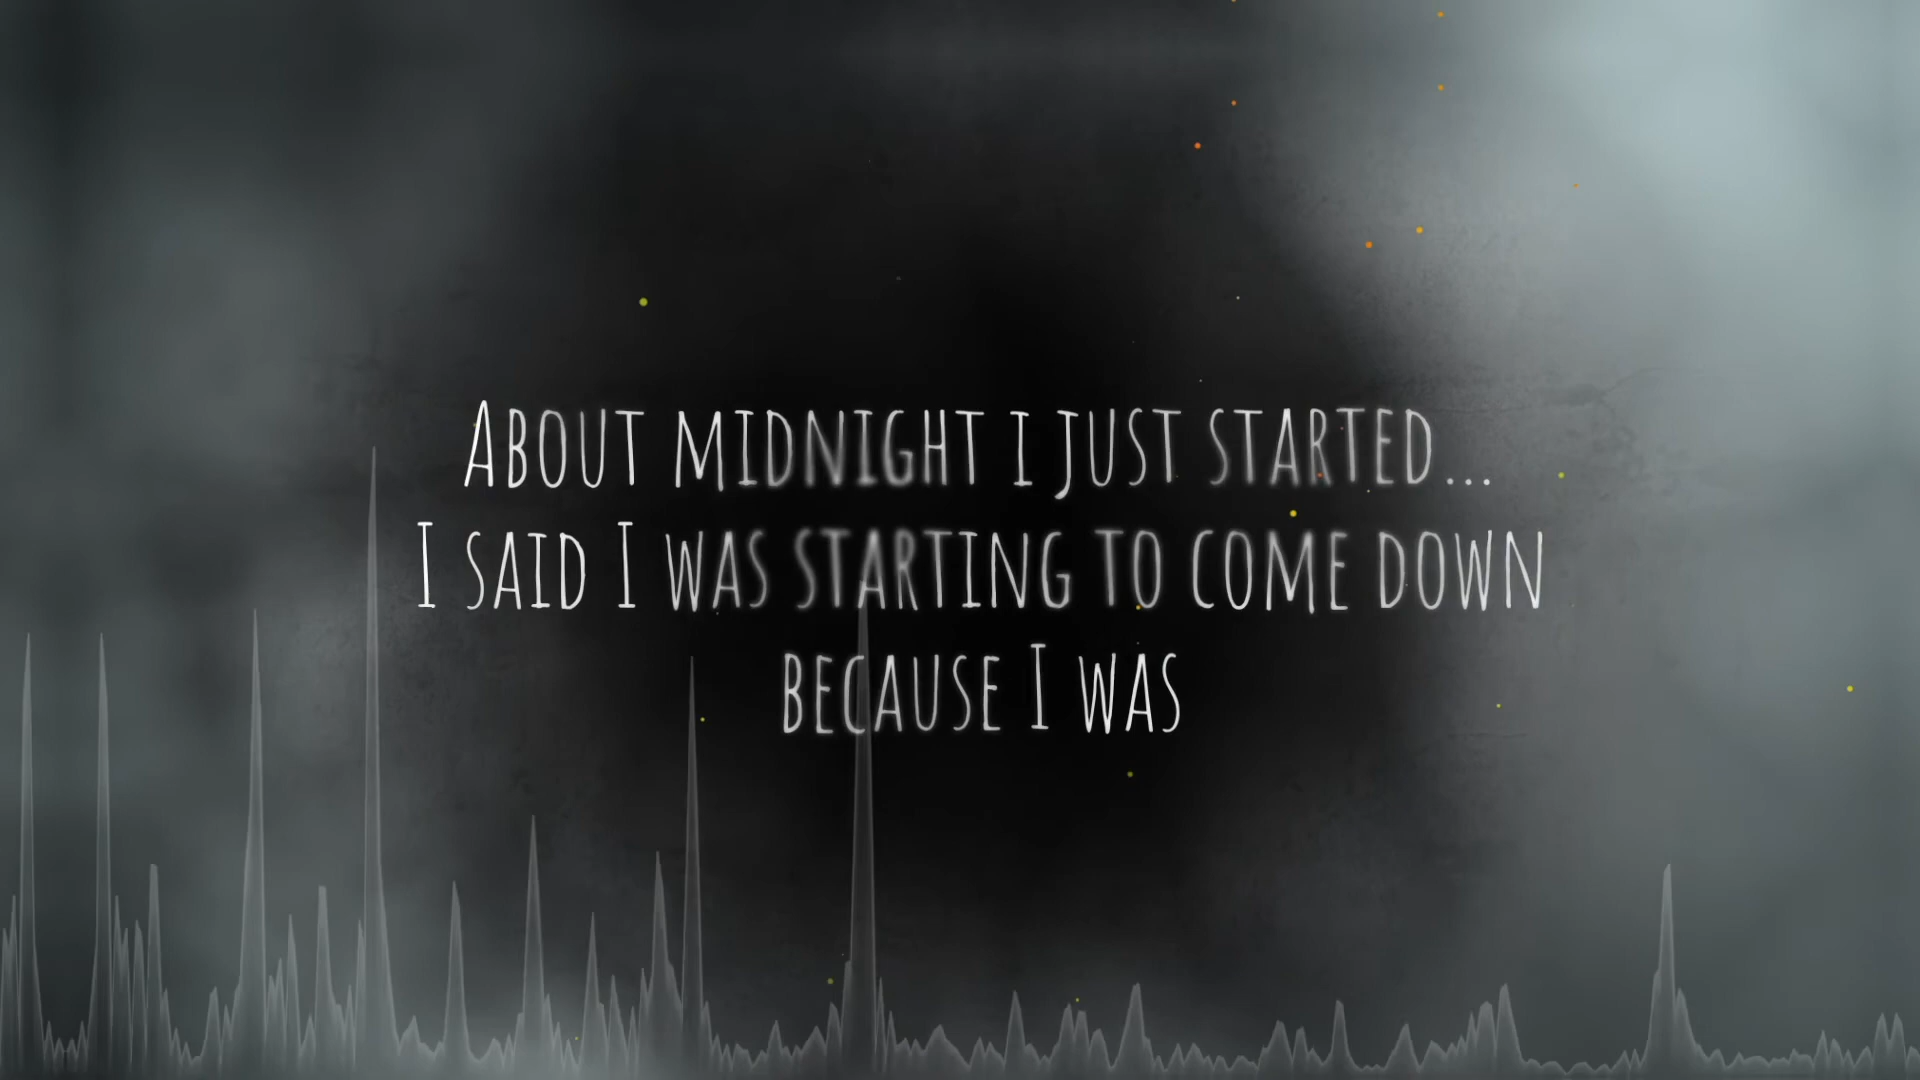 About midnight i just started...
I said I was starting to come down
because I was